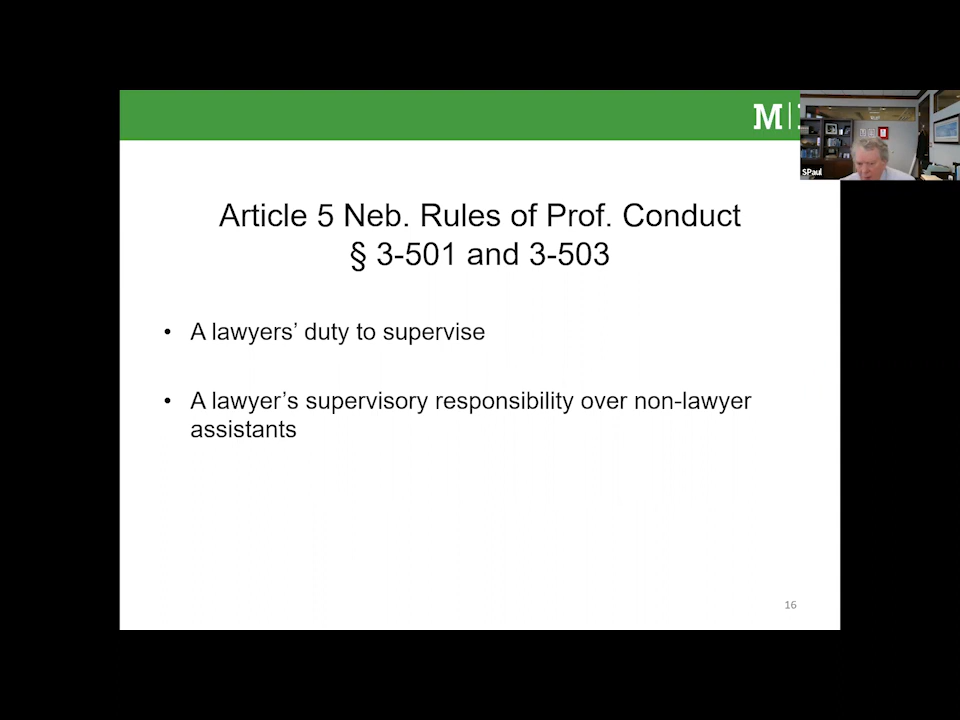 M|
SPaul
Article 5 Neb. Rules of Prof. Conduct
§ 3-501 and 3-503
• A lawyers’ duty to supervise
• A lawyer’s supervisory responsibility over non-lawyer
assistants
16